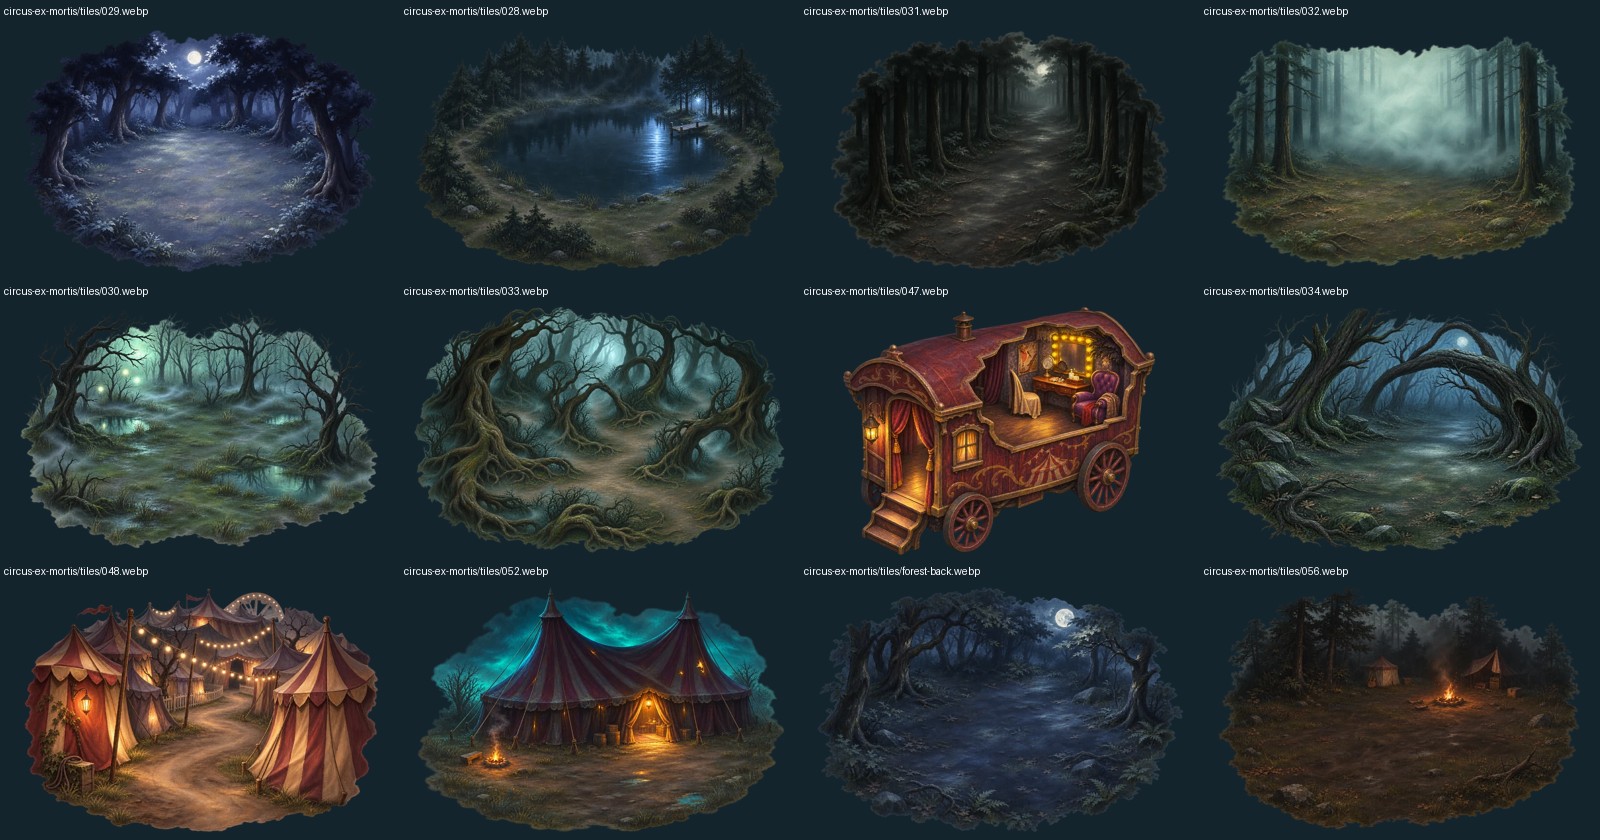 circus-ex-mortis/tiles/029.webp
circus-ex-mortis/tiles/028.webp
circus-ex-mortis/tiles/031.webp
circus-ex-mortis/tiles/032.webp
circus-ex-mortis/tiles/030.webp
circus-ex-mortis/tiles/033.webp
circus-ex-mortis/tiles/047.webp
circus-ex-mortis/tiles/034.webp
circus-ex-mortis/tiles/048.webp
circus-ex-mortis/tiles/052.webp
circus-ex-mortis/tiles/forest-back.webp
circus-ex-mortis/tiles/056.webp